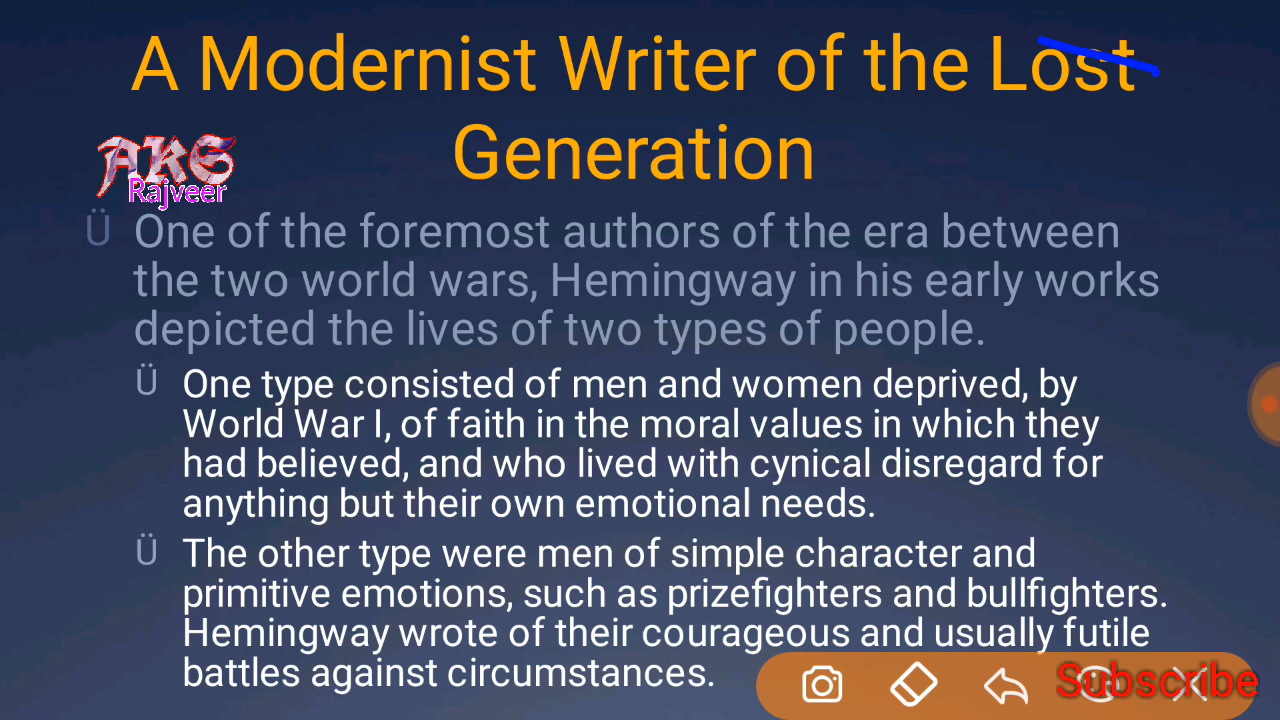 A Modernist Writer of the Lost
Generation
AKS
Rajveer
Ü One of the foremost authors of the era between
the two world wars, Hemingway in his early works
depicted the lives of two types of people.
Ü One type consisted of men and women deprived, by
World War I, of faith in the moral values in which they
had believed, and who lived with cynical disregard for
anything but their own emotional needs.
Ü The other type were men of simple character and
primitive emotions, such as prizefighters and bullfighters.
Hemingway wrote of their courageous and usually futile
battles against circumstances.
Subscribe